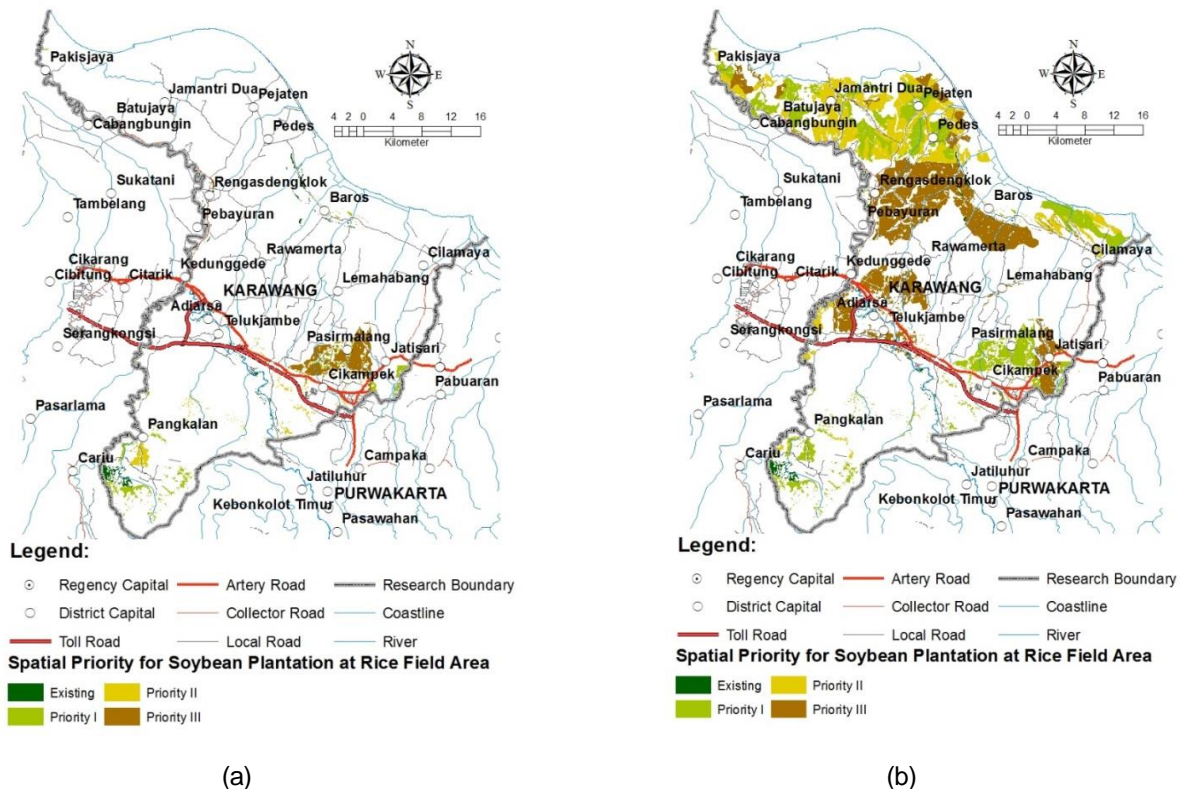 N
W E
S
4 2 0 4 8 12 16
Kilometer
Pakisjaya
Jamantri Dua
Pejaten
Batujaya
Cabangbungin
Pedes
Sukatani
Rengasdengklok
Tambelang
Baros
Pebayuran
Rawamerta
Cilamaya
Kedunggede
Cikarang
Citarik
Lemahabang
Cibitung
KARAWANG
Adiarsa
Telukjambe
Serangkongsi
Pasirmalang
Jatisari
Cikampek
Pabuaran
Pasarlama
Pangkalan
Cariu
Campaka
Jatiluhur
Kebonkolot Timur
PURWAKARTA
Pasawahan
Legend:
Regency Capital Artery Road Research Boundary
District Capital Collector Road Coastline
Toll Road Local Road River
Spatial Priority for Soybean Plantation at Rice Field Area
Existing Priority II
Priority I Priority III
(a)
N
W E
S
4 2 0 4 8 12 16
Kilometer
Pakisjaya
Jamantri Dua
Pejaten
Batujaya
Cabangbungin
Pedes
Sukatani
Rengasdengklok
Tambelang
Baros
Pebayuran
Rawamerta
Cilamaya
Kedunggede
Cikarang
Citarik
Lemahabang
Cibitung
KARAWANG
Adiarsa
Telukjambe
Serangkongsi
Pasirmalang
Jatisari
Cikampek
Pabuaran
Pasarlama
Pangkalan
Cariu
Campaka
Jatiluhur
Kebonkolot Timur
PURWAKARTA
Pasawahan
Legend:
Regency Capital Artery Road Research Boundary
District Capital Collector Road Coastline
Toll Road Local Road River
Spatial Priority for Soybean Plantation at Rice Field Area
Existing Priority II
Priority I Priority III
(b)